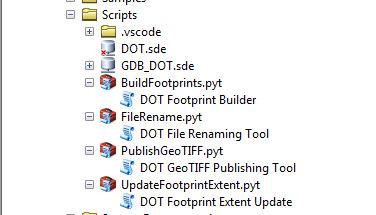 Scripts
.vscode
DOT.sde
GDB_DOT.sde
BuildFootprints.pyt
DOT Footprint Builder
FileRename.pyt
DOT File Renaming Tool
PublishGeoTIFF.pyt
DOT GeoTIFF Publishing Tool
UpdateFootprintExtent.pyt
DOT Footprint Extent Update